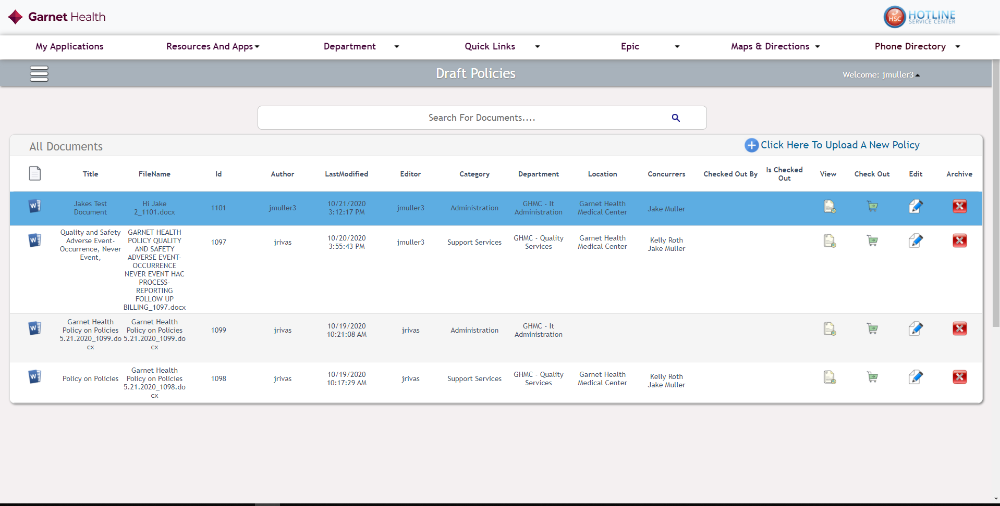 Garnet Health
HSC HOTLINE
SERVICE CENTER
My Applications Resources And Apps Department Quick Links Epic Maps & Directions Phone Directory
Draft Policies
Welcome: jmuller3
Search For Documents....
All Documents
Click Here To Upload A New Policy
Title FileName Id Author LastModified Editor Category Department Location Concurrers Checked Out By Is Checked Out View Check Out Edit Archive
Jakes Test Document Hi Jake 2_1101.docx 1101 jmuller3 10/21/2020 3:12:17 PM jmuller3 Administration GHMC - It Administration Garnet Health Medical Center Jake Muller
Quality and Safety Adverse Event-Occurrence, Never Event, GARNET HEALTH POLICY QUALITY AND SAFETY ADVERSE EVENT-OCCURRENCE NEVER EVENT HAC PROCESS-REPORTING FOLLOW UP BILLING_1097.docx 1097 jrivas 10/20/2020 3:55:43 PM jmuller3 Support Services GHMC - Quality Services Garnet Health Medical Center Kelly Roth Jake Muller
Garnet Health Policy on Policies 5.21.2020_1099.docx Garnet Health Policy on Policies 5.21.2020_1099.docx 1099 jrivas 10/19/2020 10:21:08 AM jrivas Administration GHMC - It Administration
Policy on Policies Garnet Health Policy on Policies 5.21.2020_1098.docx 1098 jrivas 10/19/2020 10:17:29 AM jrivas Support Services GHMC - Quality Services Garnet Health Medical Center Kelly Roth Jake Muller